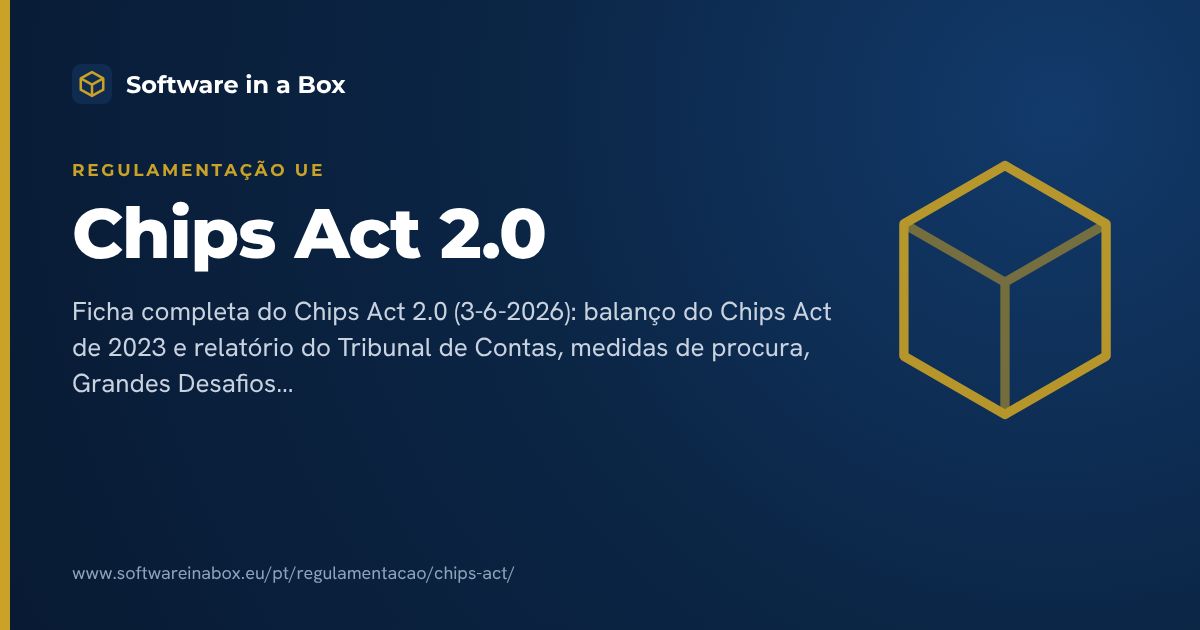 Software in a Box
REGULAMENTAÇÃO UE
Chips Act 2.0
Ficha completa do Chips Act 2.0 (3-6-2026): balanço do Chips Act
de 2023 e relatório do Tribunal de Contas, medidas de procura,
Grandes Desafios...
www.softwareinabox.eu/pt/regulamentacao/chips-act/